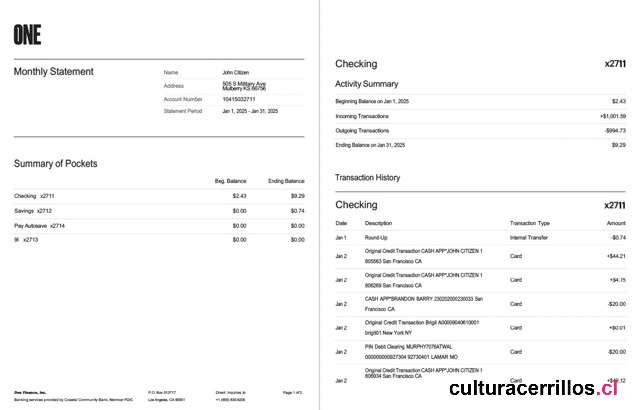 ONE
Monthly Statement
Name John Citizen
Address 505 S Military Ave
Mulberry KS 66756
Account Number 10415032711
Statement Period Jan 1, 2025 - Jan 31, 2025
Summary of Pockets
Beg. Balance Ending Balance
Checking x2711 $2.43 $9.29
Savings x2712 $0.00 $0.74
Pay Autosave x2714 $0.00 $0.00
x2713 $0.00 $0.00
One Finance, Inc.
Banking services provided by Coastal Community Bank, Member FDIC
P.O. Box 513717
Los Angeles, CA 90051
Direct inquiries to
Page 1 of
Checking x2711
Activity Summary
Beginning Balance on Jan 1, 2025 $2.43
Incoming Transactions +$1,001.59
Outgoing Transactions -$994.73
Ending Balance on Jan 31, 2025 $9.29
Transaction History
Checking x2711
Date Description Transaction Type Amount
Jan 1 Round-Up Internal Transfer -$0.74
Original Credit Transaction CASH APP*JOHN CITIZEN 1
Jan 2 Card +$44.21
805563 San Francisco CA
Original Credit Transaction CASH APP*JOHN CITIZEN 1
Jan 2 Card +$4.75
806269 San Francisco CA
CASH APP*BRANDON BARRY 230202000230033 San
Jan 2 Card -$20.00
Francisco CA
Original Credit Transaction Brigit A00009040610001
Jan 2 Card +$0.01
brigit01 New York NY
PIN Debit Clearing MURPHY7076ATWAL
Jan 2 Card -$20.00
000000000927304 92730401 LAMAR MO
Original Credit Transaction CASH APP*JOHN CITIZEN 1
Jan 2 Card
806034 San Francisco CA
culturacerrillos.cl